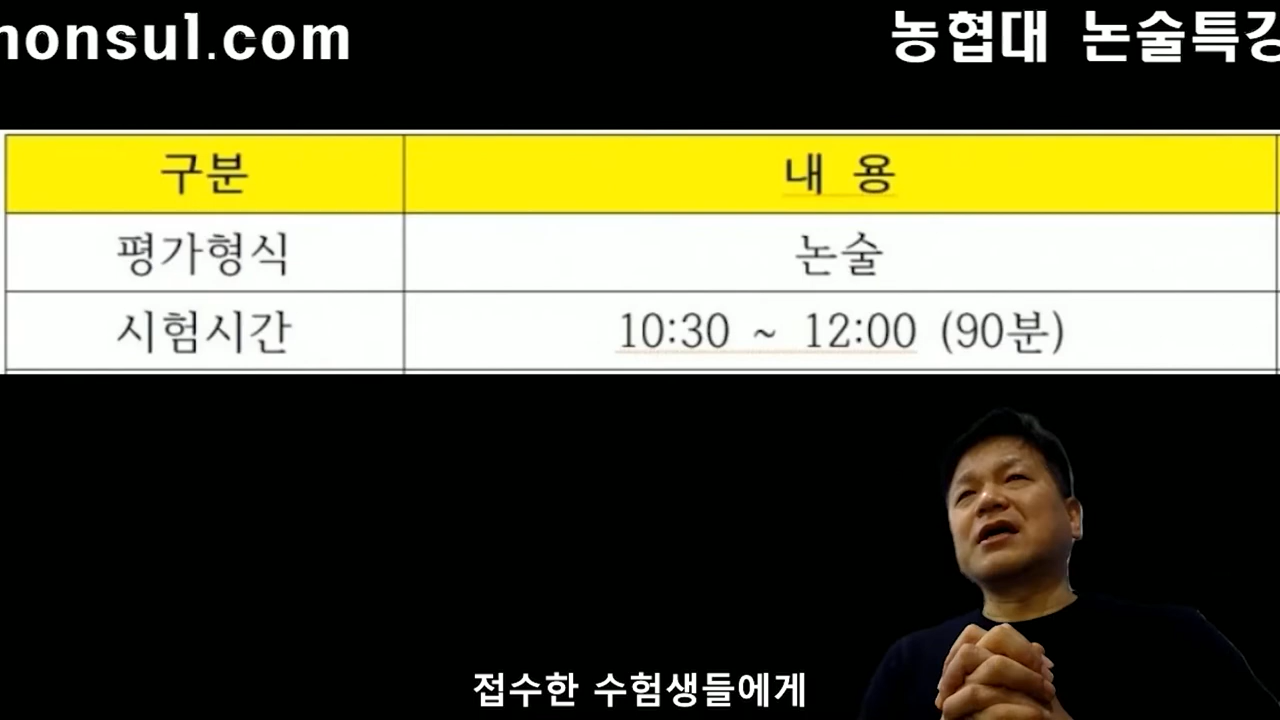 nonsul.com 농협대 논술특강
구분 내 용
평가형식 논술
시험시간 10:30 ~ 12:00 (90분)
접수한 수험생들에게